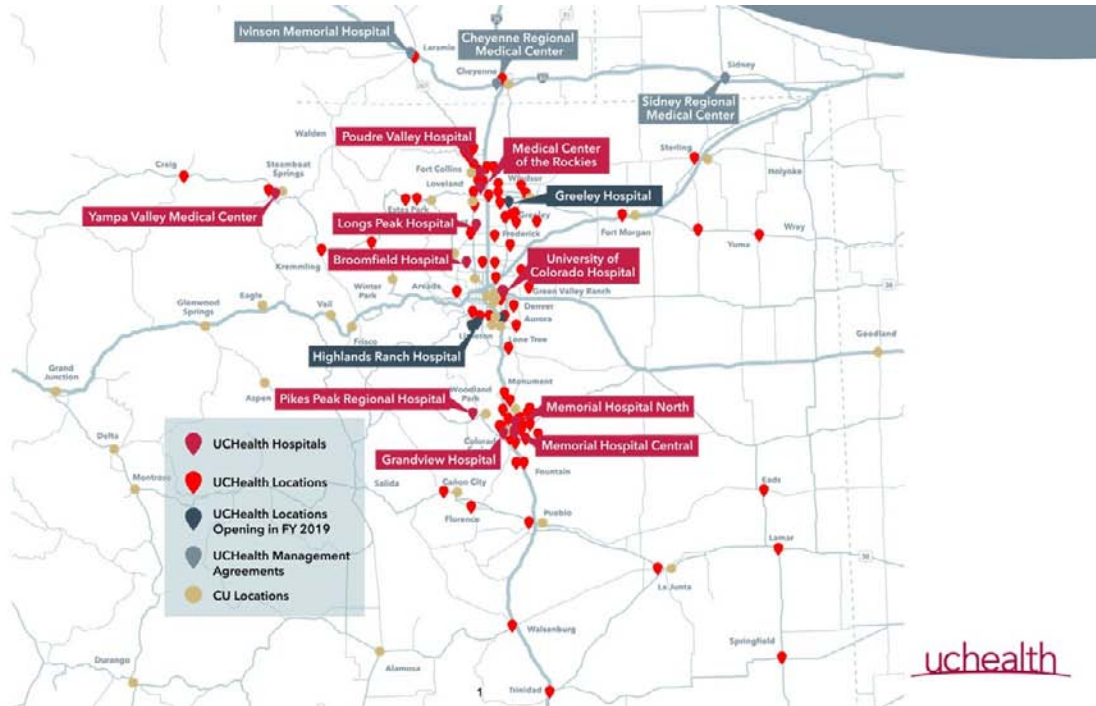 Ivinson Memorial Hospital
Laramie
Cheyenne Regional
Medical Center
Cheyenne
Sidney
Sidney Regional
Medical Center
Walden
Poudre Valley Hospital
Medical Center
of the Rockies
Sterling
Craig
Steamboat
Springs
Fort Collins
Windsor
Holyoke
Loveland
Greeley Hospital
Yampa Valley Medical Center
Estes Park
Greeley
Longs Peak Hospital
Frederick
Fort Morgan
Wray
Yuma
Broomfield Hospital
University of
Colorado Hospital
Kremmling
Winter
Park
Arvada
Green Valley Ranch
36
Glenwood
Springs
Eagle
Vail
Denver
Aurora
Frisco
Lone Tree
Goodland
Highlands Ranch Hospital
Grand
Junction
Aspen
Woodland
Park
Monument
Pikes Peak Regional Hospital
Memorial Hospital North
Delta
Memorial Hospital Central
Grandview Hospital
Fountain
Salida
Cañon City
Eads
Florence
Pueblo
Lamar
La Junta
Walsenburg
Springfield
Durango
Alamosa
Trinidad
UCHealth Hospitals
UCHealth Locations
UCHealth Locations
Opening in FY 2019
UCHealth Management
Agreements
CU Locations
1
uchealth